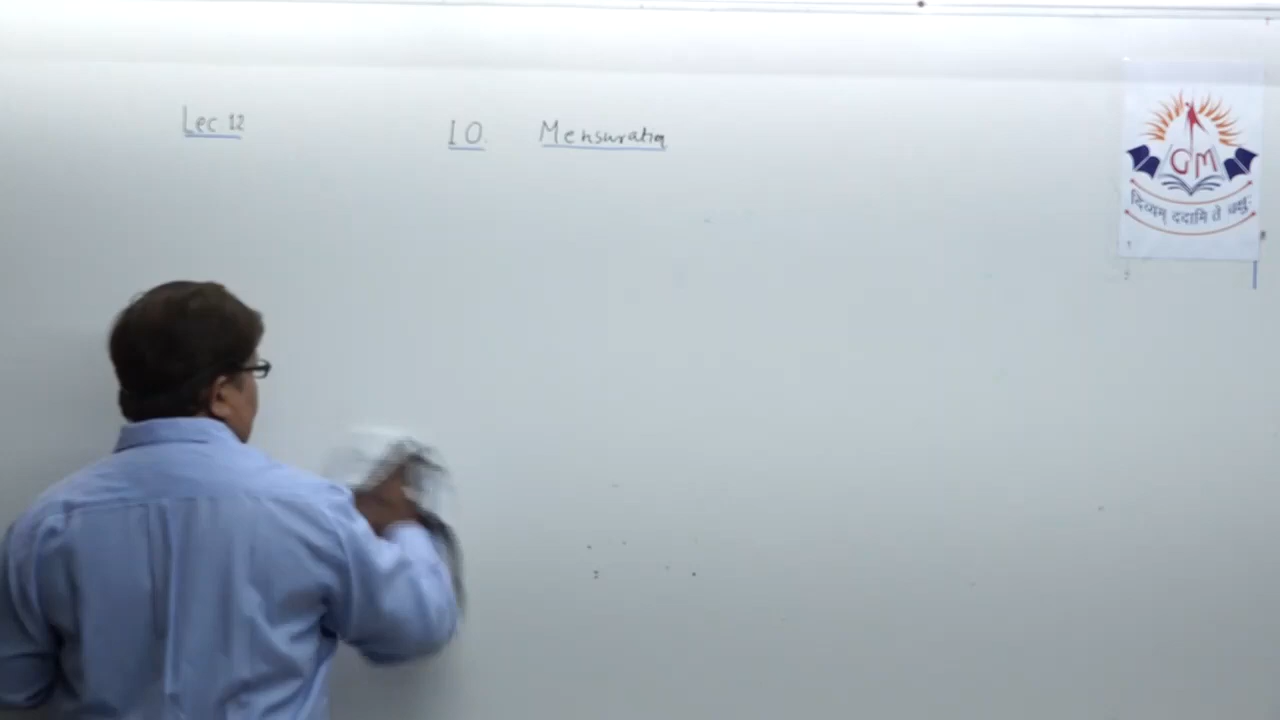 Lec 12
10. Mensuration
GM
दिव्यम् ददामि ते चक्षुः